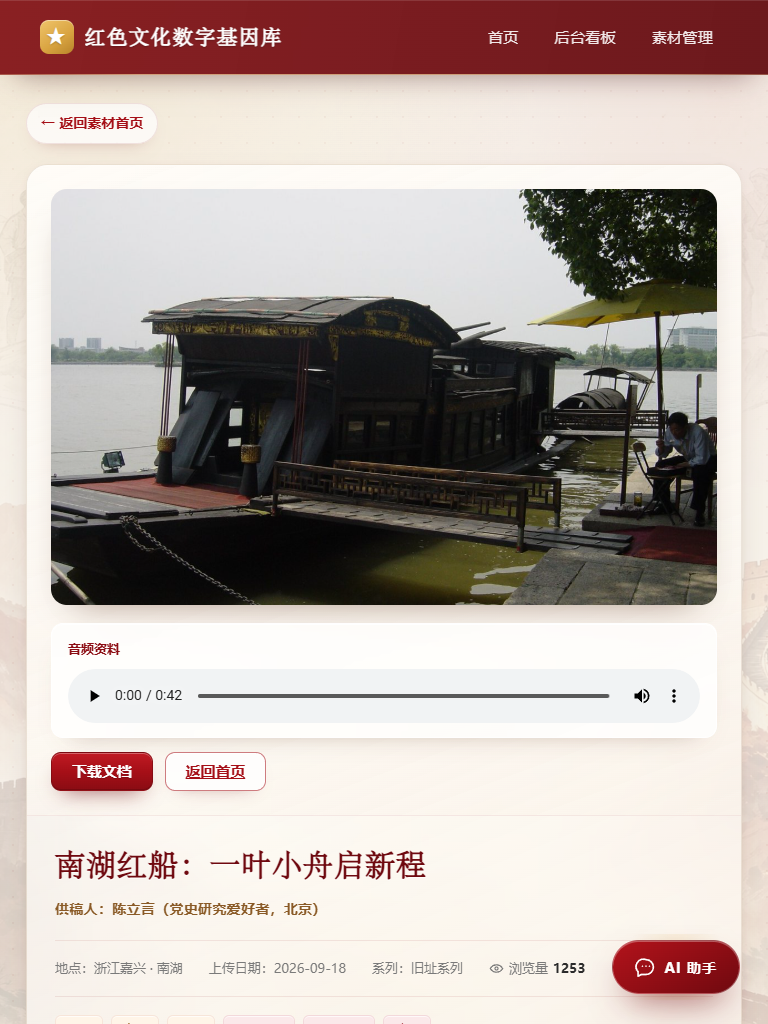 红色文化数字基因库
首页 后台看板 素材管理
← 返回素材首页
音频资料
0:00 / 0:42
下载文档 返回首页
南湖红船：一叶小舟启新程
供稿人：陈立言（党史研究爱好者，北京）
地点：浙江嘉兴 · 南湖 上传日期：2026-09-18 系列：旧址系列 浏览量 1253
AI 助手